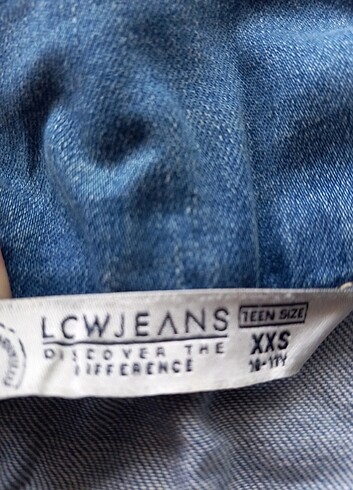 LCWJEANS
DISCOVER THE
DIFFERENCE
TEEN SIZE
XXS
10-11Y